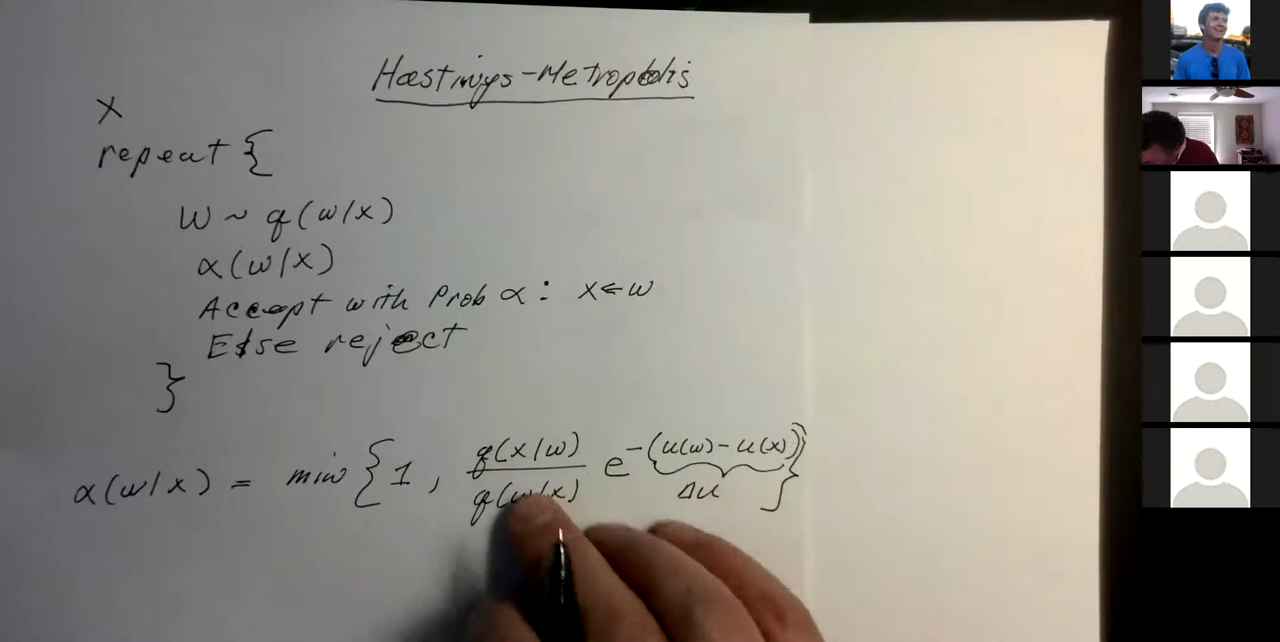 Hastings-Metropolis
X
repeat {
W ~ q(w/x)
α(w/x)
Accept with Prob α: x←w
Else reject
}
α(w/x) = min { 1, q(x/w) / q(w/x) e^-(u(w)-u(x)) }
Δu